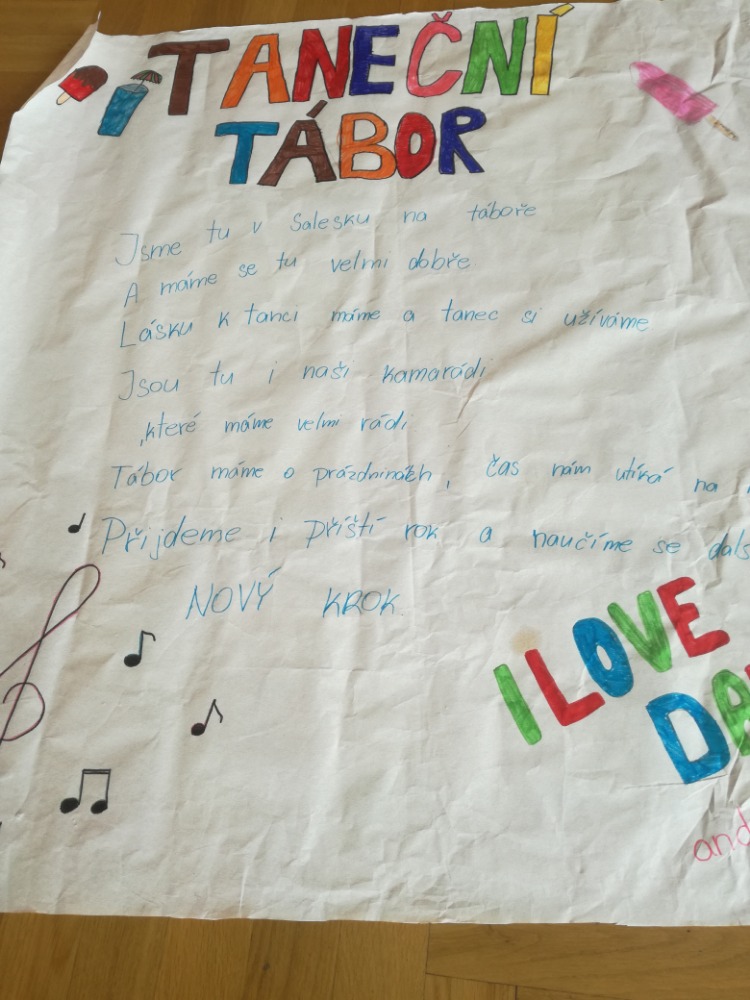 TANEČNÍ
TÁBOR
Jsme tu v Salesku na táboře
A máme se tu velmi dobře
Lásku k tanci máme a tanec si užíváme
Jsou tu i naši kamarádi
,které máme velmi rádi
Tábor máme o prázdninách, čas nám utíká na
Přijdeme i příští rok a naučíme se dalš
NOVÝ KROK.
I LOVE
DA
and